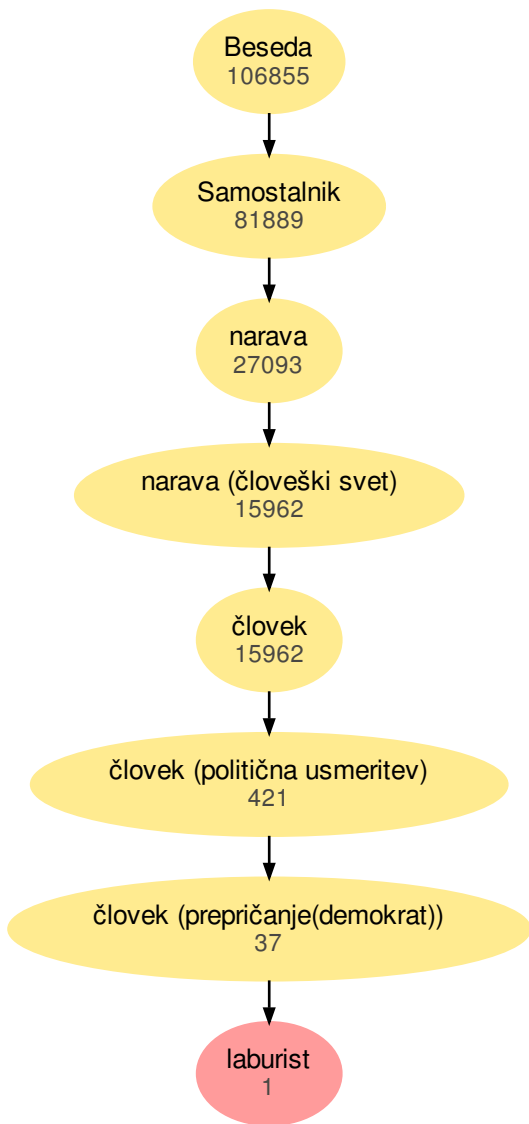 Beseda
106855
Samostalnik
81889
narava
27093
narava (človeški svet)
15962
človek
15962
človek (politična usmeritev)
421
človek (prepričanje(demokrat))
37
laburist
1